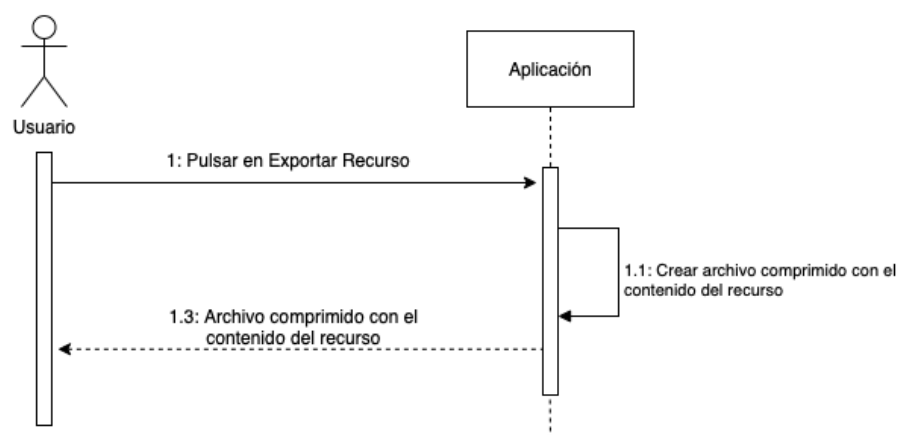 Aplicación
Usuario
1: Pulsar en Exportar Recurso
1.1: Crear archivo comprimido con el
contenido del recurso
1.3: Archivo comprimido con el
contenido del recurso